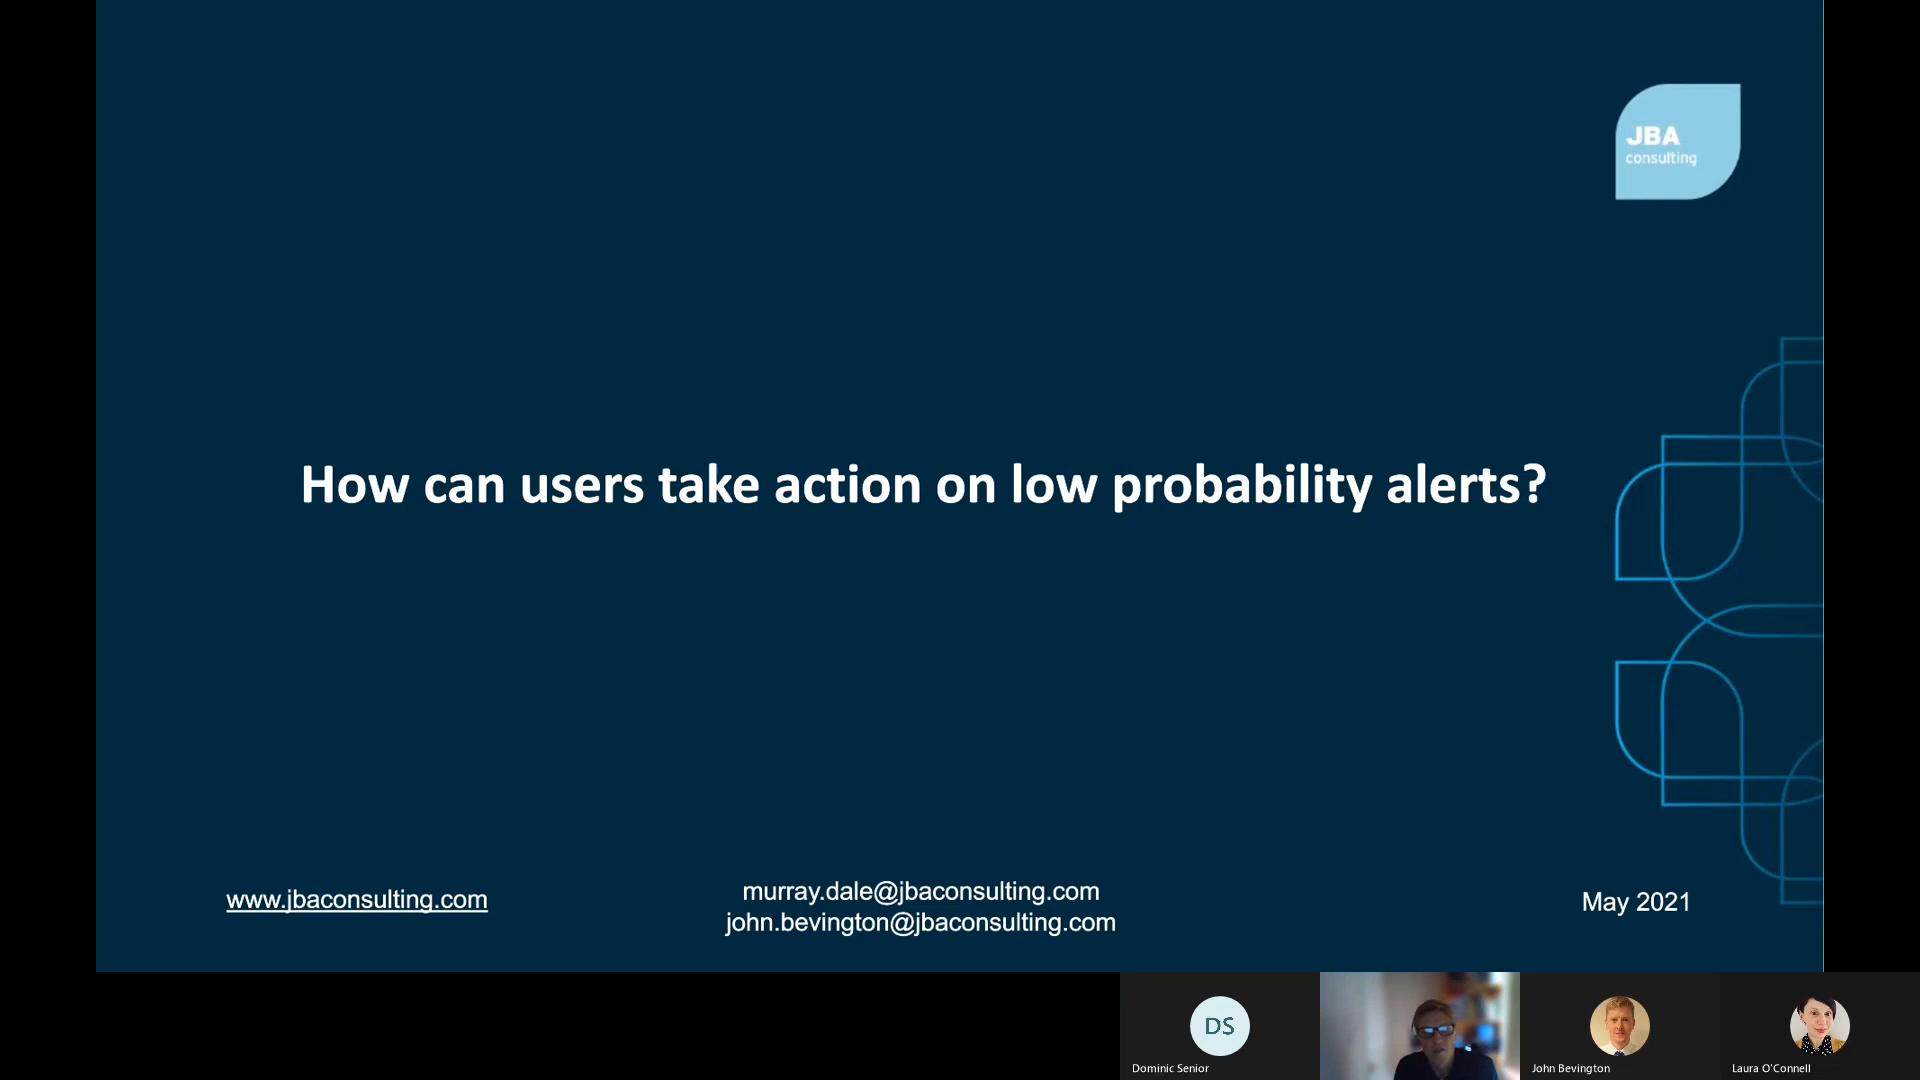 JBA
consulting
How can users take action on low probability alerts?
www.jbaconsulting.com
murray.dale@jbaconsulting.com
john.bevington@jbaconsulting.com
May 2021
DS
Dominic Senior
John Bevington
Laura O'Connell